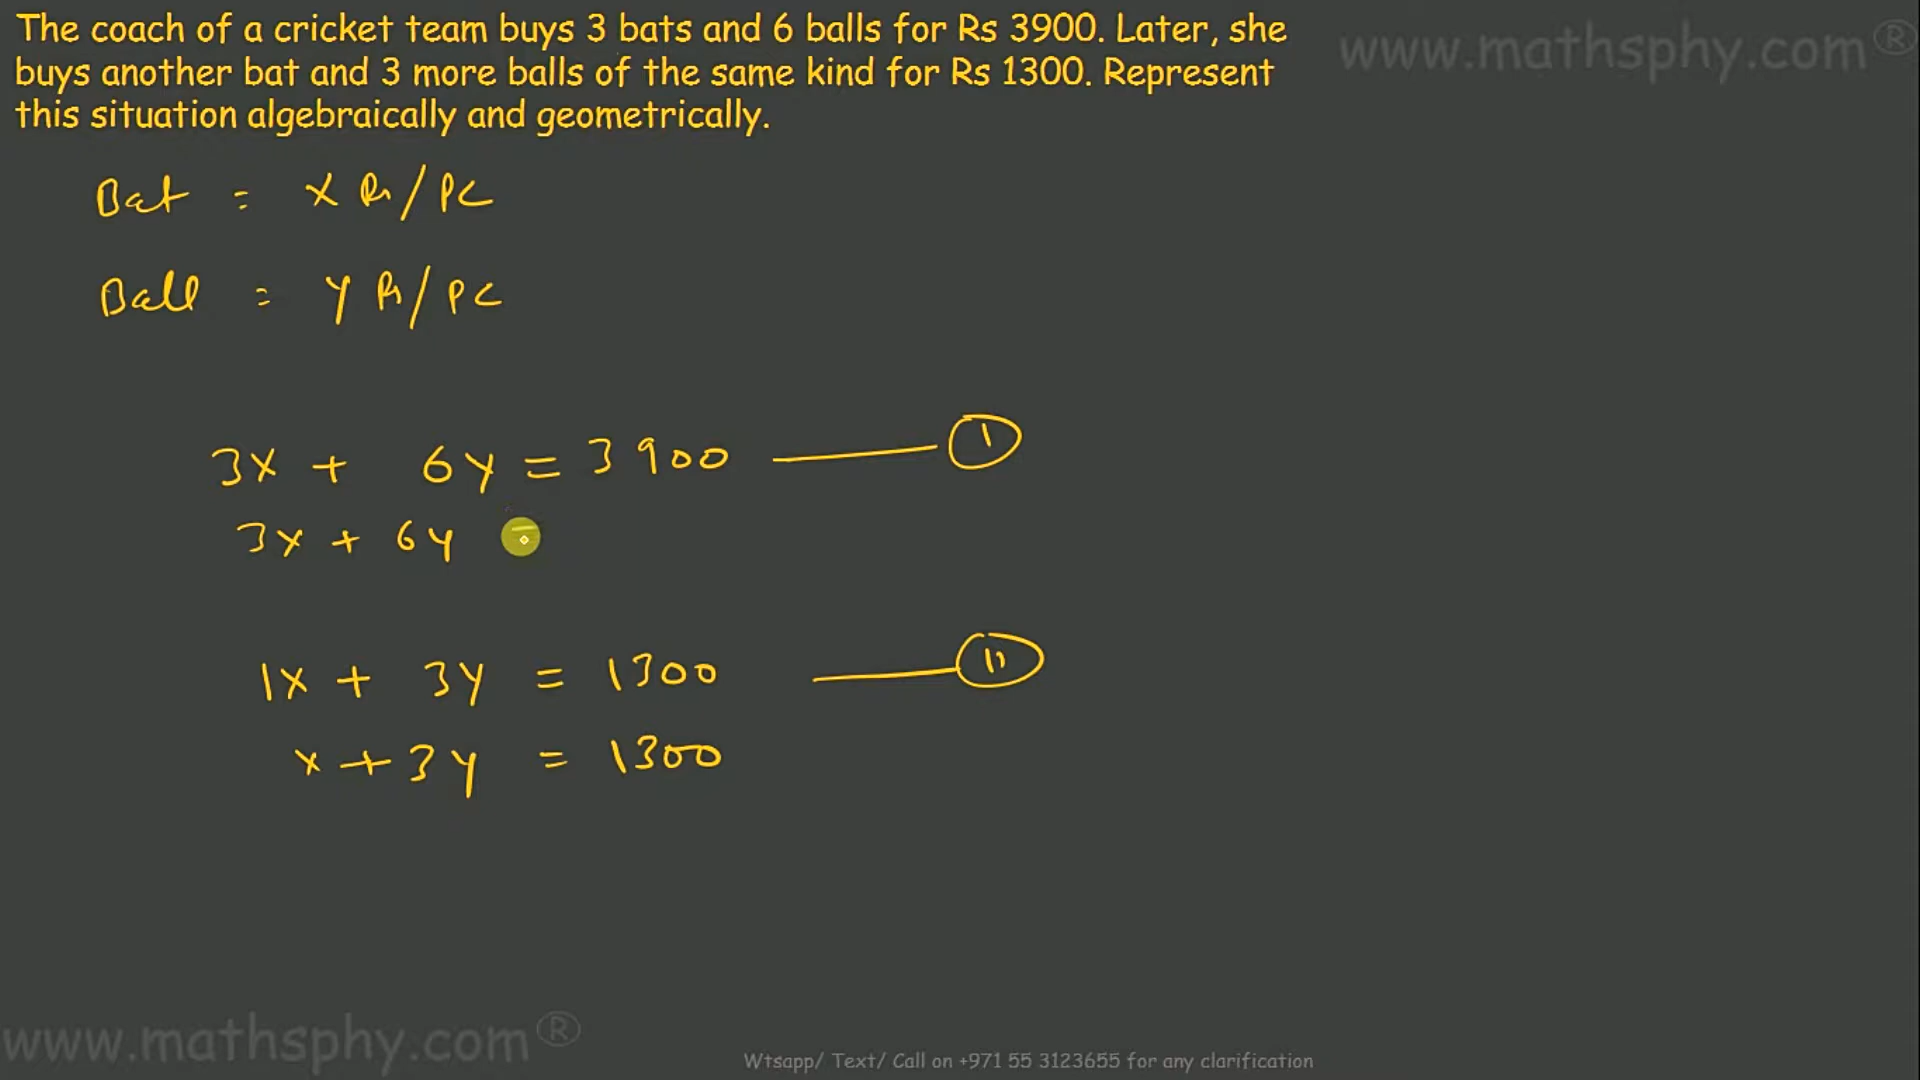 The coach of a cricket team buys 3 bats and 6 balls for Rs 3900. Later, she
buys another bat and 3 more balls of the same kind for Rs 1300. Represent
this situation algebraically and geometrically.
www.mathsphy.com®
Bat = x Rs/PC
Ball = y Rs/PC
3x + 6y = 3900 ——— ①
3x + 6y =
1x + 3y = 1300 ——— ⑪
x + 3y = 1300
www.mathsphy.com®
Wtsapp/ Text/ Call on +971 55 3123655 for any clarification